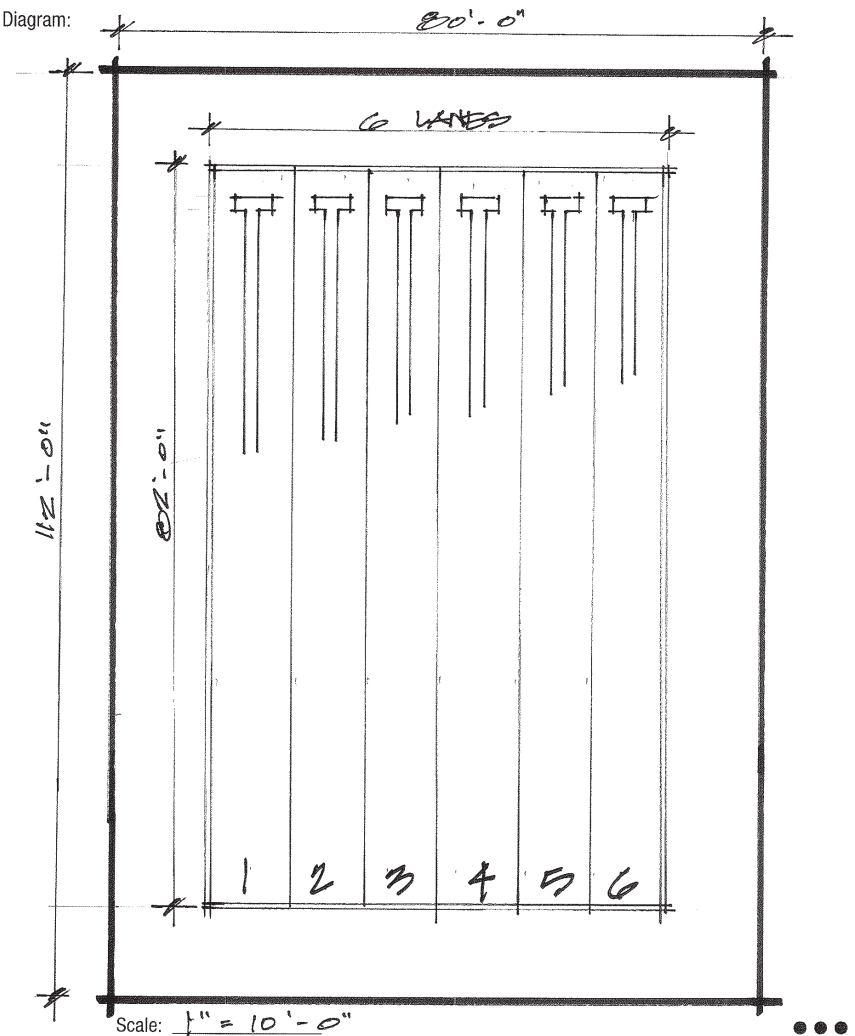 Diagram:
80'-0"
6 LANES
112'-0"
82'-0"
1 2 3 4 5 6
Scale: 1" = 10'-0"